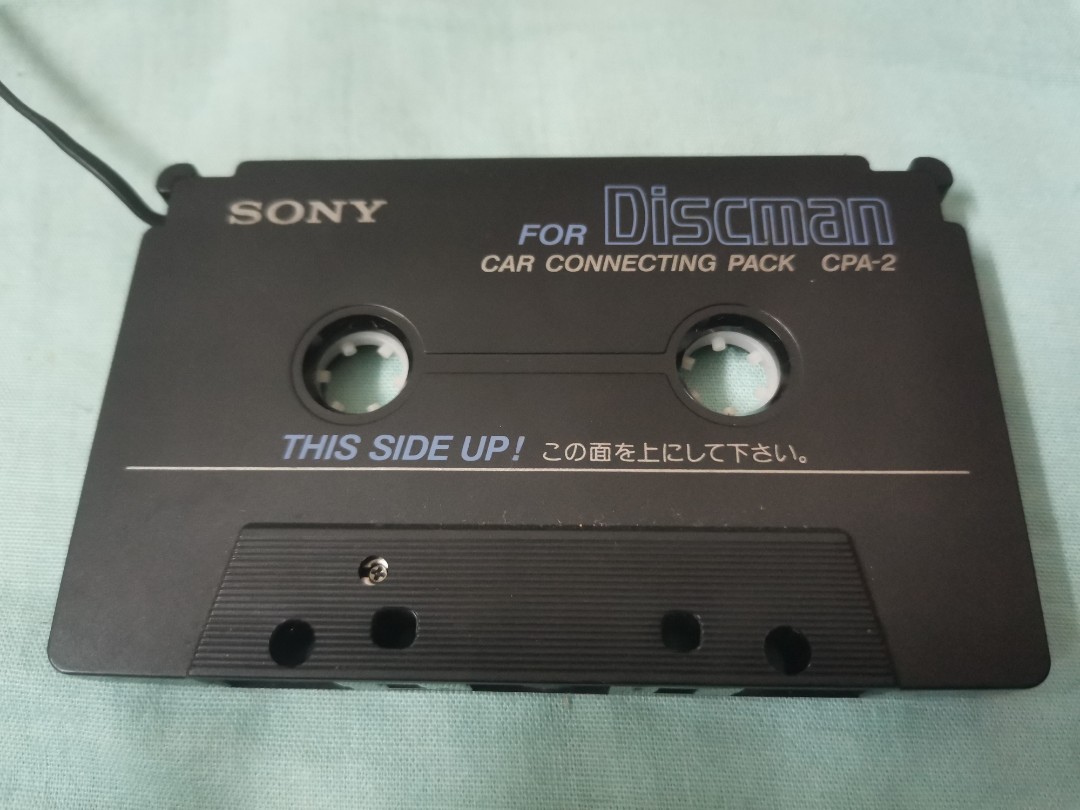 SONY
FOR Discman
CAR CONNECTING PACK CPA-2
THIS SIDE UP! この面を上にして下さい。